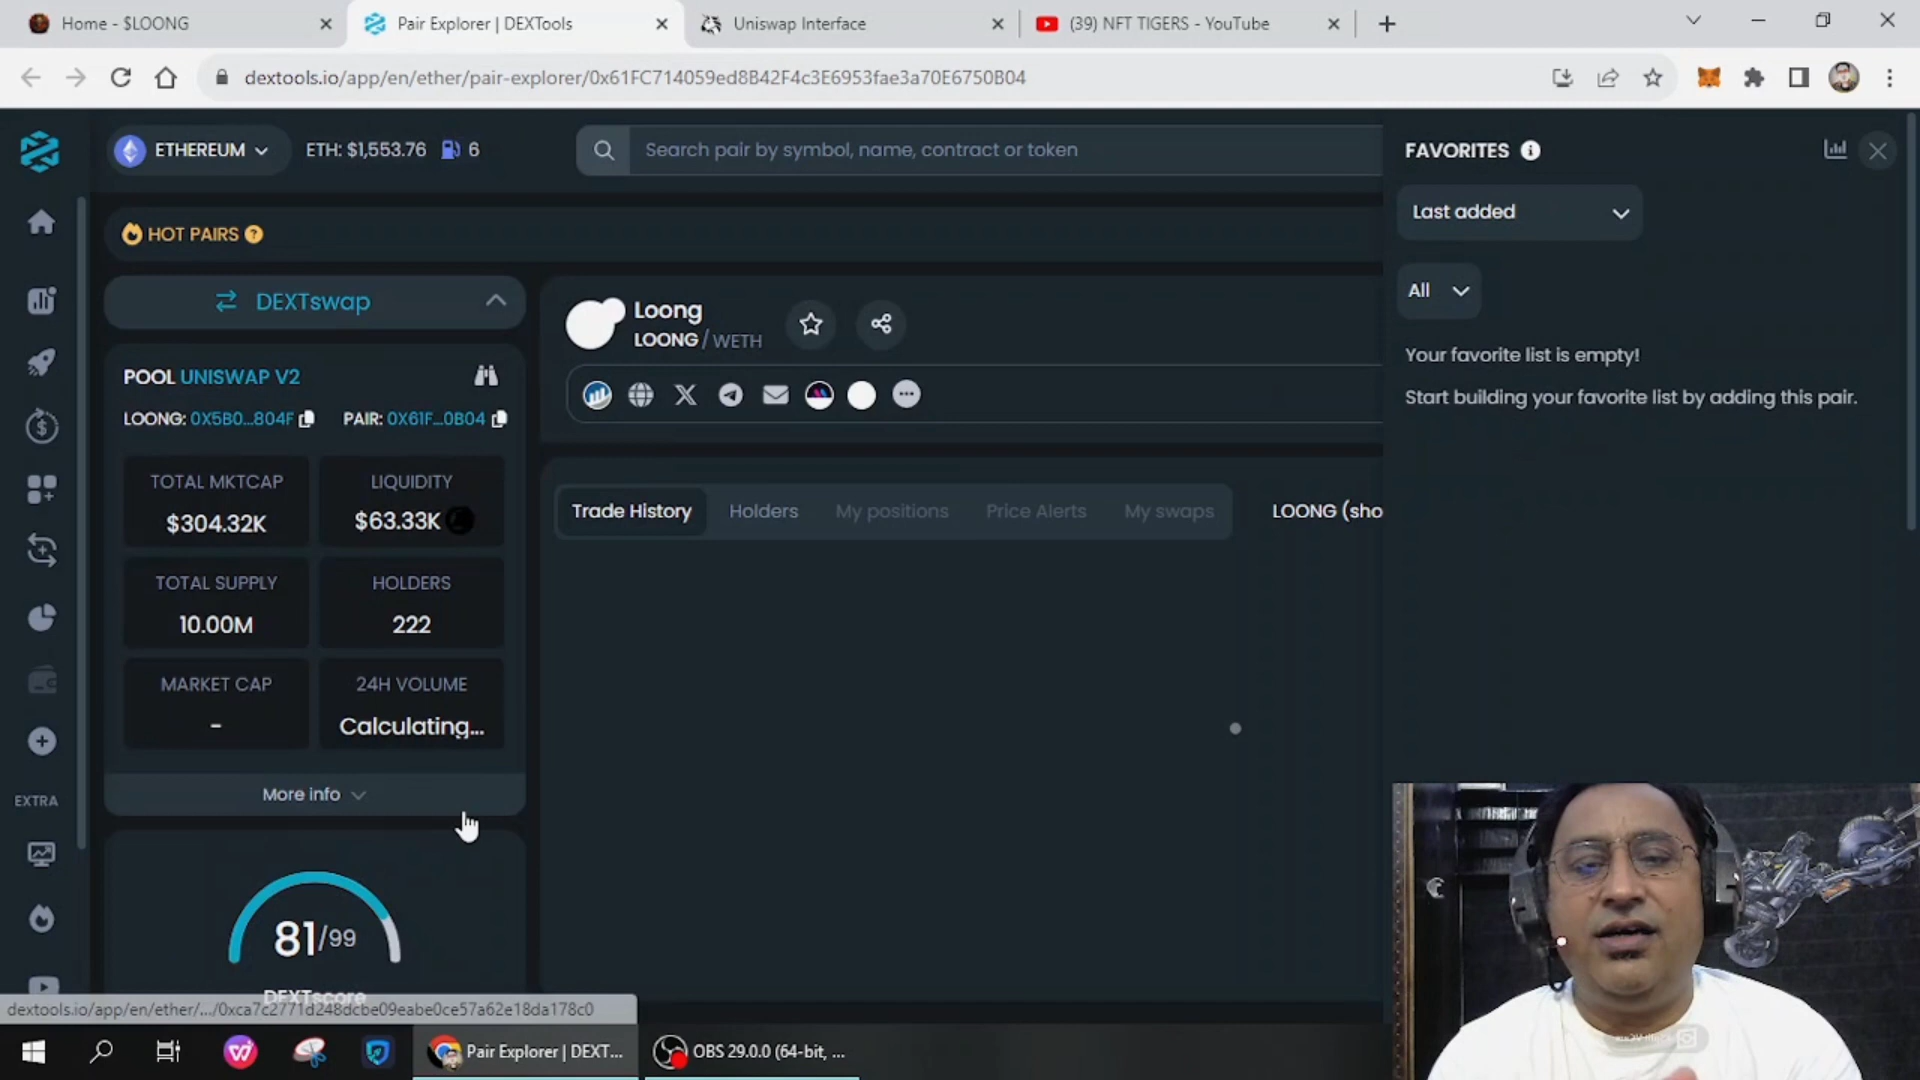 Home - $LOONG
Pair Explorer | DEXTools
Uniswap Interface
(39) NFT TIGERS - YouTube
dextools.io/app/en/ether/pair-explorer/0x61FC714059ed8B42F4c3E6953fae3a70E6750B04
ETHEREUM
ETH: $1,553.76
6
Search pair by symbol, name, contract or token
FAVORITES
Last added
All
Your favorite list is empty!
Start building your favorite list by adding this pair.
HOT PAIRS
DEXTswap
Loong
LOONG / WETH
POOL UNISWAP V2
LOONG: 0X5B0...804F
PAIR: 0X61F...0B04
TOTAL MKTCAP
$304.32K
LIQUIDITY
$63.33K
TOTAL SUPPLY
10.00M
HOLDERS
222
MARKET CAP
-
24H VOLUME
Calculating...
More info
Trade History
Holders
My positions
Price Alerts
My swaps
LOONG (sho
EXTRA
81/99
DEXTscore
dextools.io/app/en/ether/.../0xca7c2771d248dcbe09eabe0ce57a62e18da178c0
Pair Explorer | DEXT...
OBS 29.0.0 (64-bit, ...